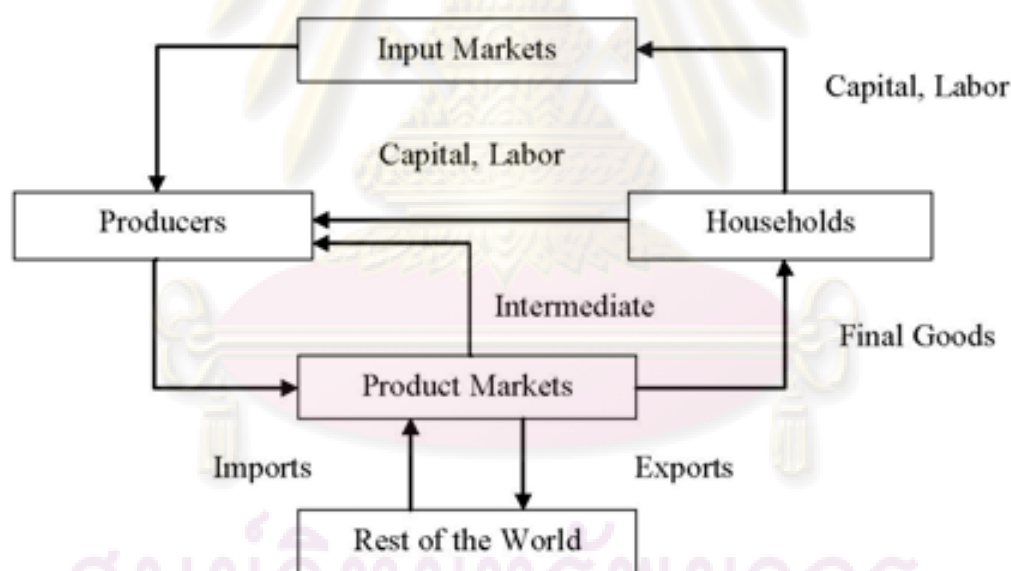 Input Markets
Capital, Labor
Capital, Labor
Producers
Households
Intermediate
Final Goods
Product Markets
Imports
Exports
Rest of the World